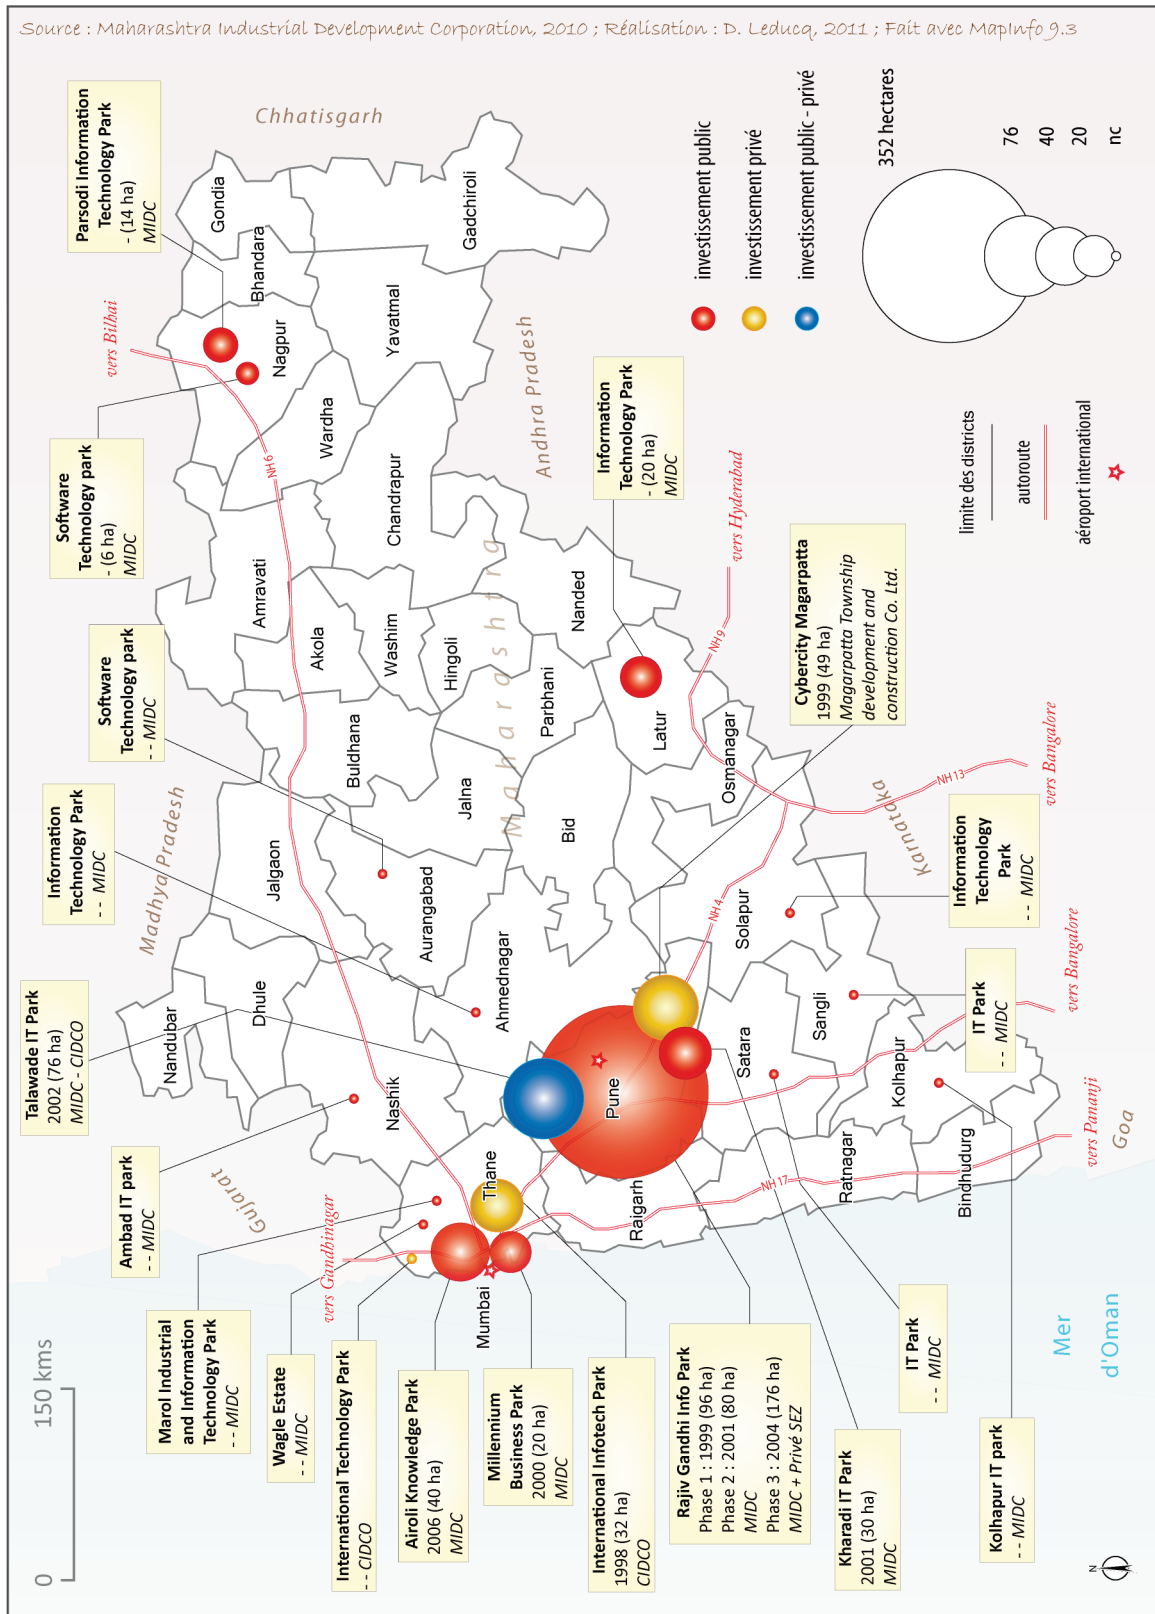 Source : Maharashtra Industrial Development Corporation, 2010 ; Réalisation : D. Leducq, 2011 ; Fait avec MapInfo 9.3
0
150 kms
N
Talawade IT Park
2002 (76 ha)
MIDC - CIDCO
Information
Technology Park
- - MIDC
Software
Technology park
- - MIDC
Software
Technology park
- (6 ha)
MIDC
Parsodi Information
Technology Park
- (14 ha)
MIDC
Ambad IT park
- - MIDC
Marol Industrial
and Information
Technology Park
- - MIDC
Wagle Estate
- - MIDC
International Technology Park
- - CIDCO
Airoli Knowledge Park
2006 (40 ha)
MIDC
Millennium
Business Park
2000 (20 ha)
MIDC
International Infotech Park
1998 (32 ha)
CIDCO
Rajiv Gandhi Info Park
Phase 1 : 1999 (96 ha)
Phase 2 : 2001 (80 ha)
MIDC
Phase 3 : 2004 (176 ha)
MIDC + Privé SEZ
Kharadi IT Park
2001 (30 ha)
MIDC
IT Park
- - MIDC
Kolhapur IT park
- - MIDC
IT Park
- - MIDC
Information
Technology
Park
- - MIDC
Cybercity Magarpatta
1999 (49 ha)
Magarpatta Township
development and
construction Co. Ltd.
Information
Technology Park
- (20 ha)
MIDC
Gujarat
Madhya Pradesh
Chhatisgarh
Andhra Pradesh
Karnataka
Goa
Maharashtra
Mer
d'Oman
vers Gandhinagar
vers Bilhai
vers Hyderabad
vers Bangalore
vers Bangalore
vers Pananji
NH6
NH9
NH13
NH4
NH17
Nandubar
Dhule
Jalgaon
Nashik
Buldhana
Akola
Amravati
Washim
Hingoli
Wardha
Nagpur
Bhandara
Gondia
Gadchiroli
Yavatmal
Chandrapur
Nanded
Parbhani
Jalna
Aurangabad
Ahmednagar
Bid
Latur
Osmanagar
Solapur
Thane
Mumbai
Raigarh
Pune
Satara
Sangli
Kolhapur
Ratnagar
Bindhudurg
investissement public
investissement privé
investissement public - privé
352 hectares
76
40
20
nc
limite des districts
autoroute
aéroport international